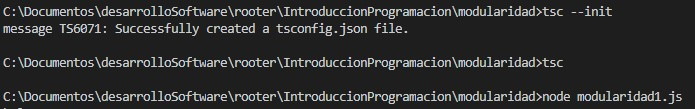 C:\Documentos\desarrolloSoftware\rooter\IntroduccionProgramacion\modularidad>tsc --init
message TS6071: Successfully created a tsconfig.json file.
C:\Documentos\desarrolloSoftware\rooter\IntroduccionProgramacion\modularidad>tsc
C:\Documentos\desarrolloSoftware\rooter\IntroduccionProgramacion\modularidad>node modularidad1.js